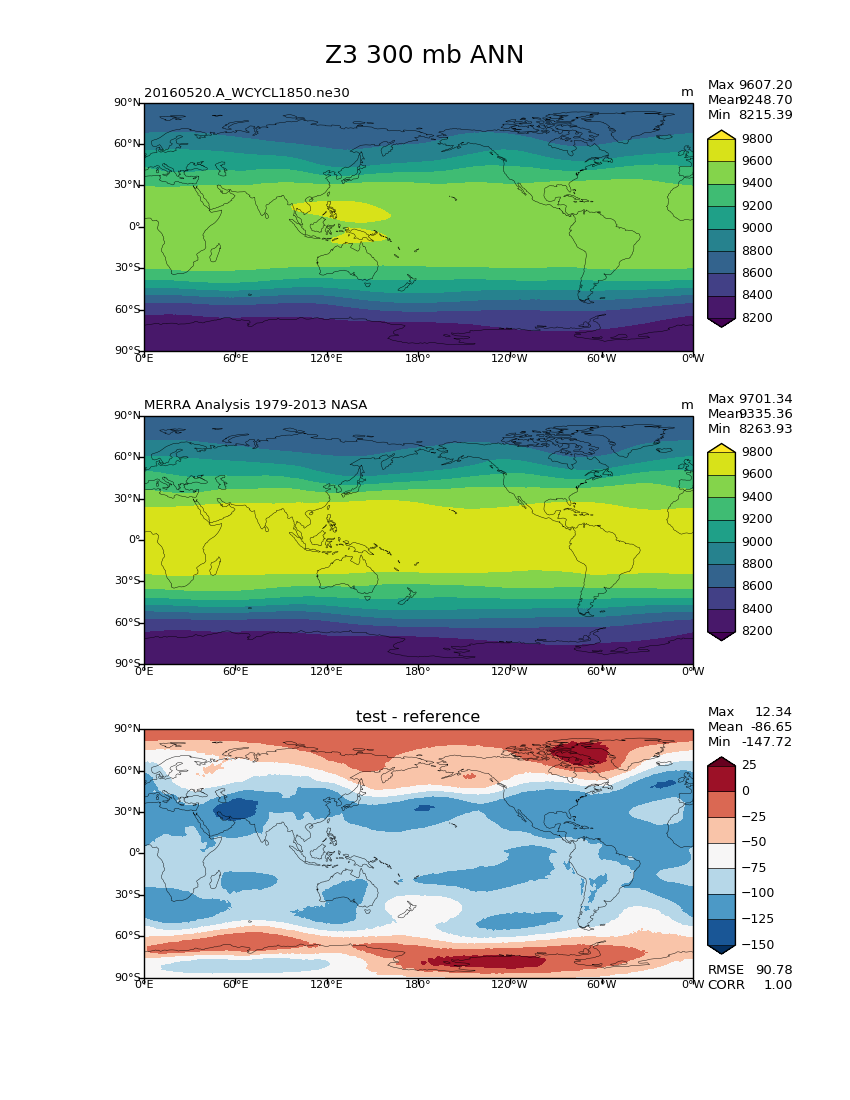 Z3 300 mb ANN
20160520.A_WCYCL1850.ne30
m
Max 9607.20
Mean 9248.70
Min 8215.39
90°N
60°N
30°N
0°
30°S
60°S
90°S
0°E 60°E 120°E 180° 120°W 60°W 0°W
9800
9600
9400
9200
9000
8800
8600
8400
8200
MERRA Analysis 1979-2013 NASA
m
Max 9701.34
Mean 9335.36
Min 8263.93
90°N
60°N
30°N
0°
30°S
60°S
90°S
0°E 60°E 120°E 180° 120°W 60°W 0°W
9800
9600
9400
9200
9000
8800
8600
8400
8200
test - reference
Max 12.34
Mean -86.65
Min -147.72
90°N
60°N
30°N
0°
30°S
60°S
90°S
0°E 60°E 120°E 180° 120°W 60°W 0°W
25
0
−25
−50
−75
−100
−125
−150
RMSE 90.78
CORR 1.00